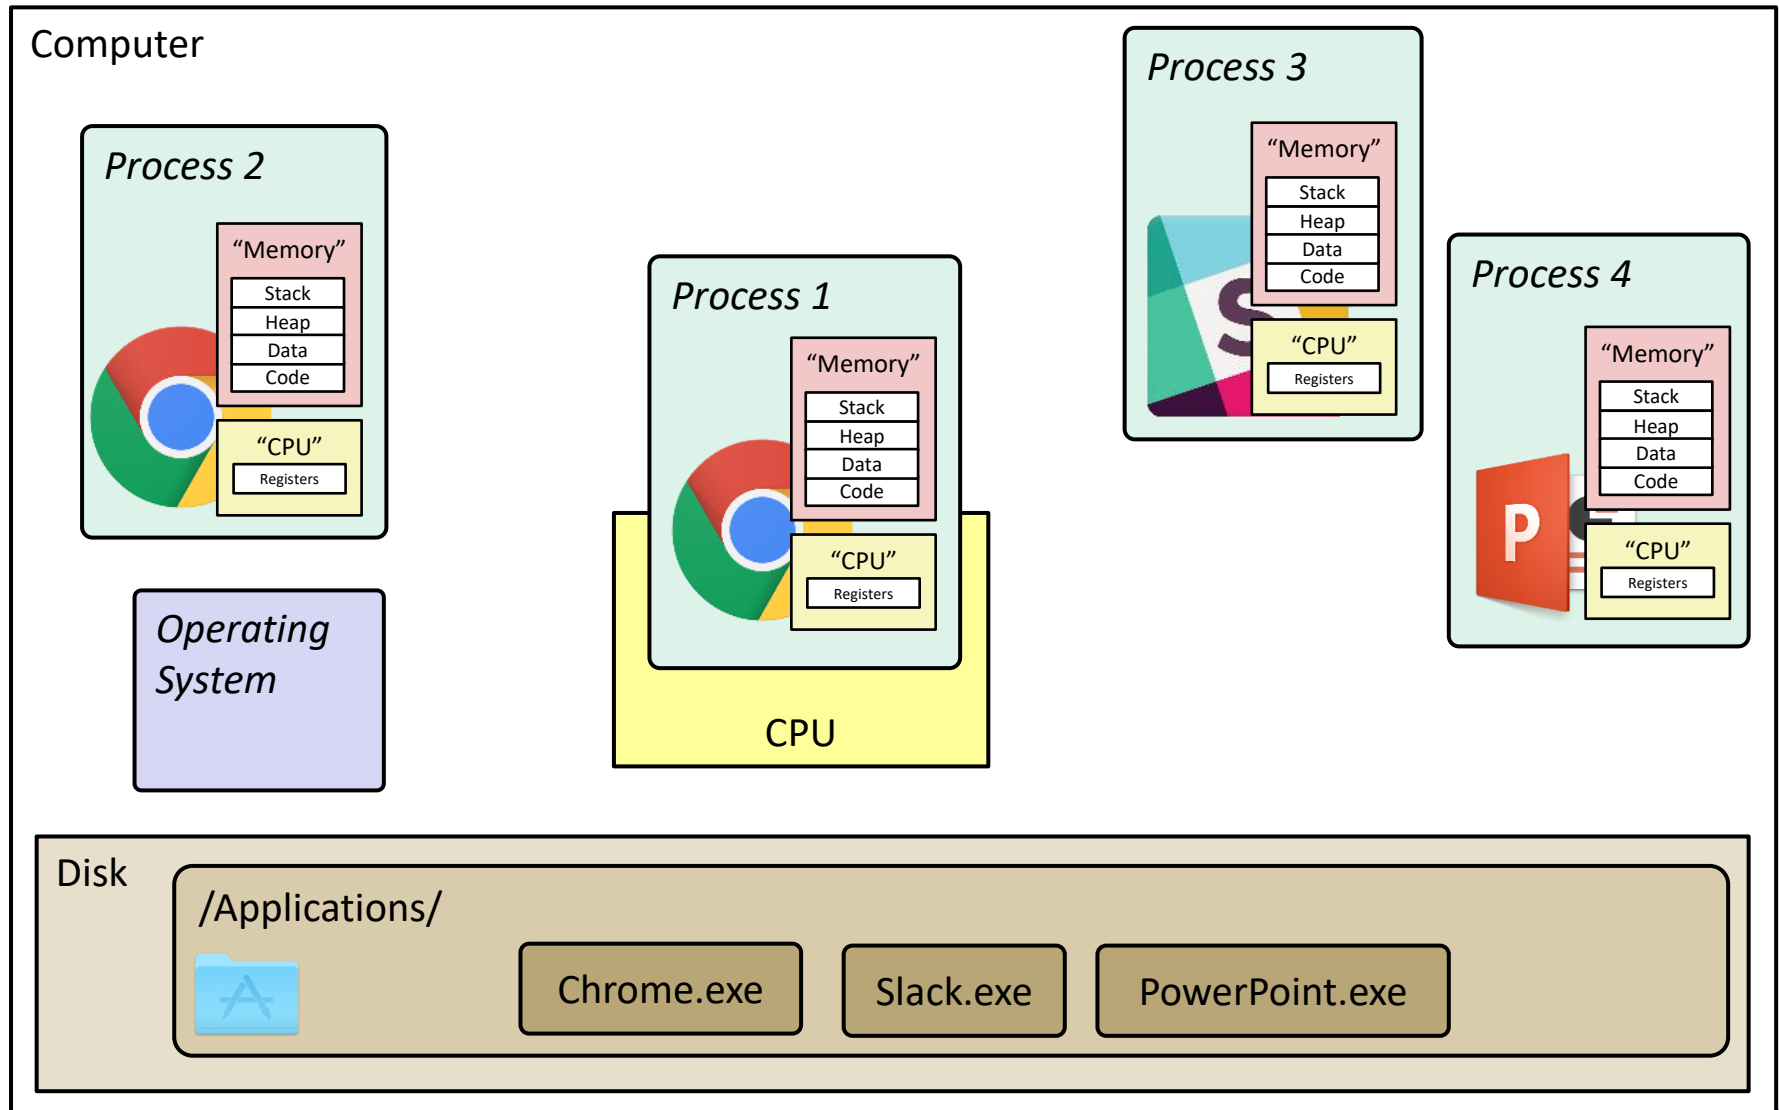 Computer
Process 2
“Memory”
Stack
Heap
Data
Code
“CPU”
Registers
Process 1
“Memory”
Stack
Heap
Data
Code
“CPU”
Registers
CPU
Process 3
“Memory”
Stack
Heap
Data
Code
S
“CPU”
Registers
Process 4
“Memory”
Stack
Heap
Data
Code
P
“CPU”
Registers
Operating
System
Disk
/Applications/
Chrome.exe
Slack.exe
PowerPoint.exe